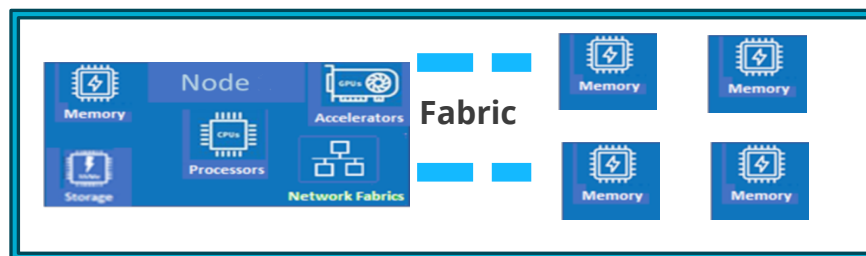 Node
Memory
GPUs
Accelerators
CPUs
Processors
Storage
Network Fabrics
Fabric
Memory
Memory
Memory
Memory